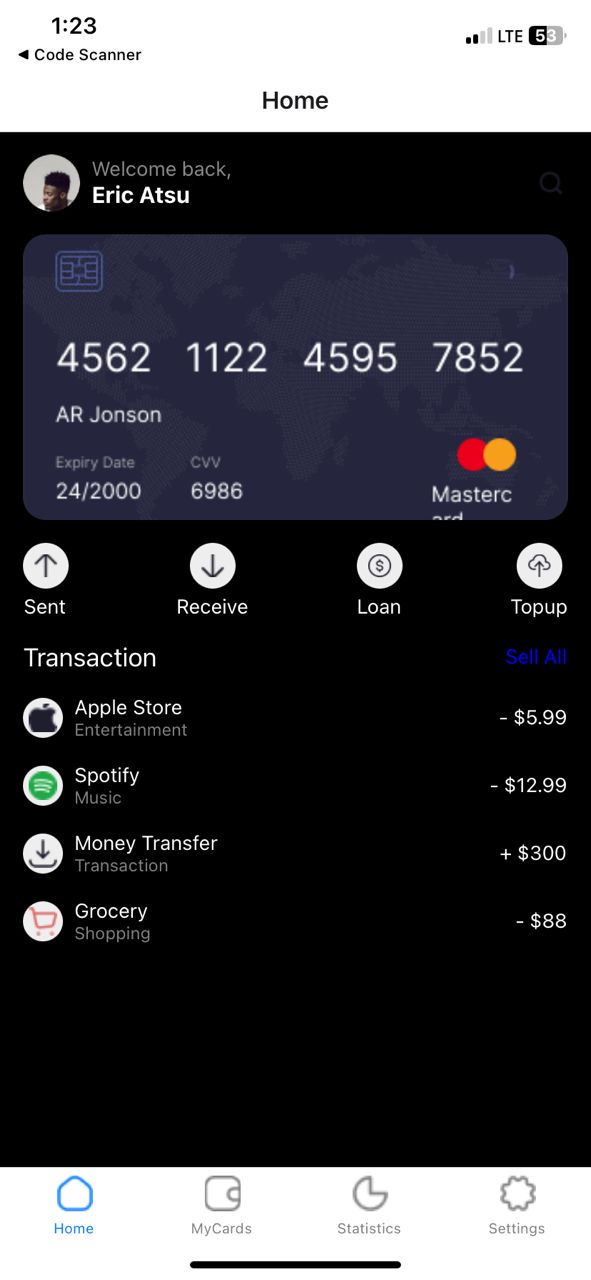 1:23
LTE 53
◀ Code Scanner
Home
Welcome back,
Eric Atsu
4562 1122 4595 7852
AR Jonson
Expiry Date CVV
24/2000 6986
Masterc
ard
Sent Receive Loan Topup
Transaction Sell All
Apple Store
Entertainment
- $5.99
Spotify
Music
- $12.99
Money Transfer
Transaction
+ $300
Grocery
Shopping
- $88
Home MyCards Statistics Settings